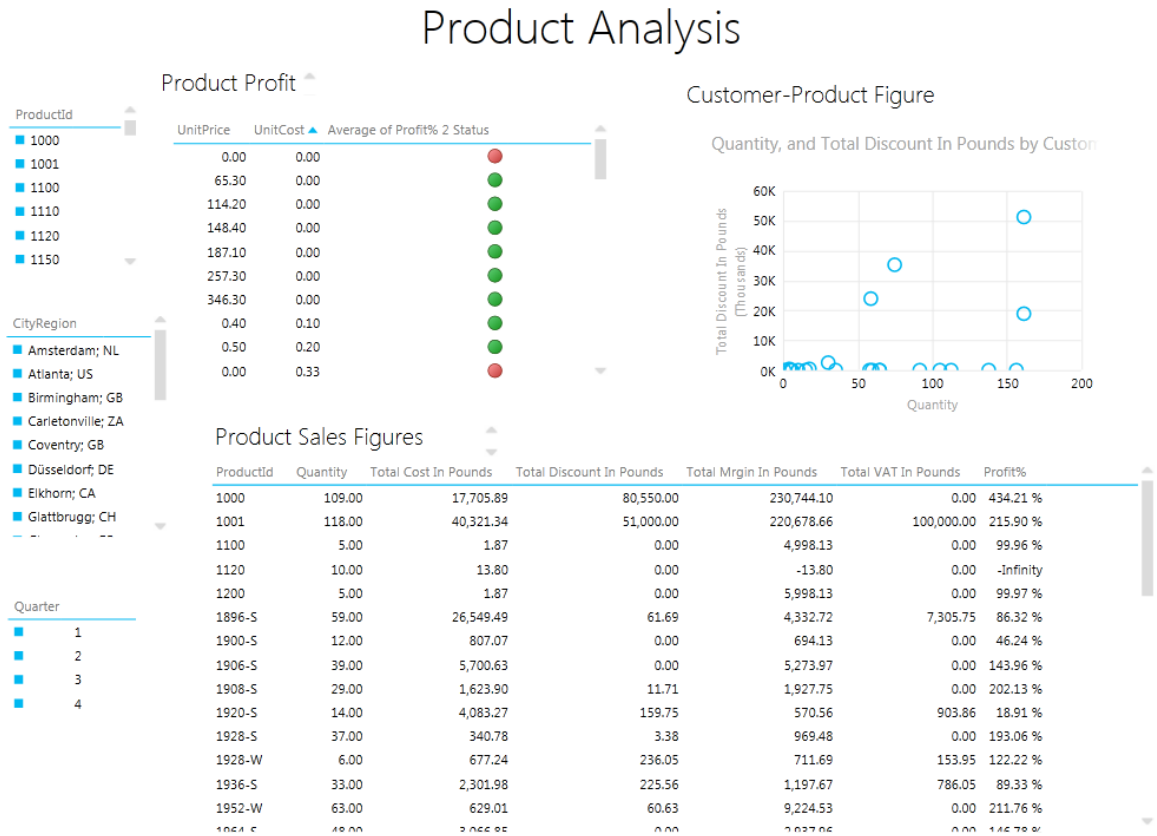 Product Analysis
Product Profit
Customer-Product Figure
ProductId
1000
1001
1100
1110
1120
1150
UnitPrice UnitCost Average of Profit% 2 Status
0.00 0.00
65.30 0.00
114.20 0.00
148.40 0.00
187.10 0.00
257.30 0.00
346.30 0.00
0.40 0.10
0.50 0.20
0.00 0.33
Quantity, and Total Discount In Pounds by Custom
Total Discount In Pounds
(Thousands)
60K
50K
40K
30K
20K
10K
0K
0 50 100 150 200
Quantity
CityRegion
Amsterdam; NL
Atlanta; US
Birmingham; GB
Carletonville; ZA
Coventry; GB
Düsseldorf; DE
Elkhorn; CA
Glattbrugg; CH
Quarter
1
2
3
4
Product Sales Figures
ProductId Quantity Total Cost In Pounds Total Discount In Pounds Total Mrgin In Pounds Total VAT In Pounds Profit%
1000 109.00 17,705.89 80,550.00 230,744.10 0.00 434.21 %
1001 118.00 40,321.34 51,000.00 220,678.66 100,000.00 215.90 %
1100 5.00 1.87 0.00 4,998.13 0.00 99.96 %
1120 10.00 13.80 0.00 -13.80 0.00 -Infinity
1200 5.00 1.87 0.00 5,998.13 0.00 99.97 %
1896-S 59.00 26,549.49 61.69 4,332.72 7,305.75 86.32 %
1900-S 12.00 807.07 0.00 694.13 0.00 46.24 %
1906-S 39.00 5,700.63 0.00 5,273.97 0.00 143.96 %
1908-S 29.00 1,623.90 11.71 1,927.75 0.00 202.13 %
1920-S 14.00 4,083.27 159.75 570.56 903.86 18.91 %
1928-S 37.00 340.78 3.38 969.48 0.00 193.06 %
1928-W 6.00 677.24 236.05 711.69 153.95 122.22 %
1936-S 33.00 2,301.98 225.56 1,197.67 786.05 89.33 %
1952-W 63.00 629.01 60.63 9,224.53 0.00 211.76 %
1964-S 48.00 3,066.85 0.00 2,937.96 0.00 146.78 %